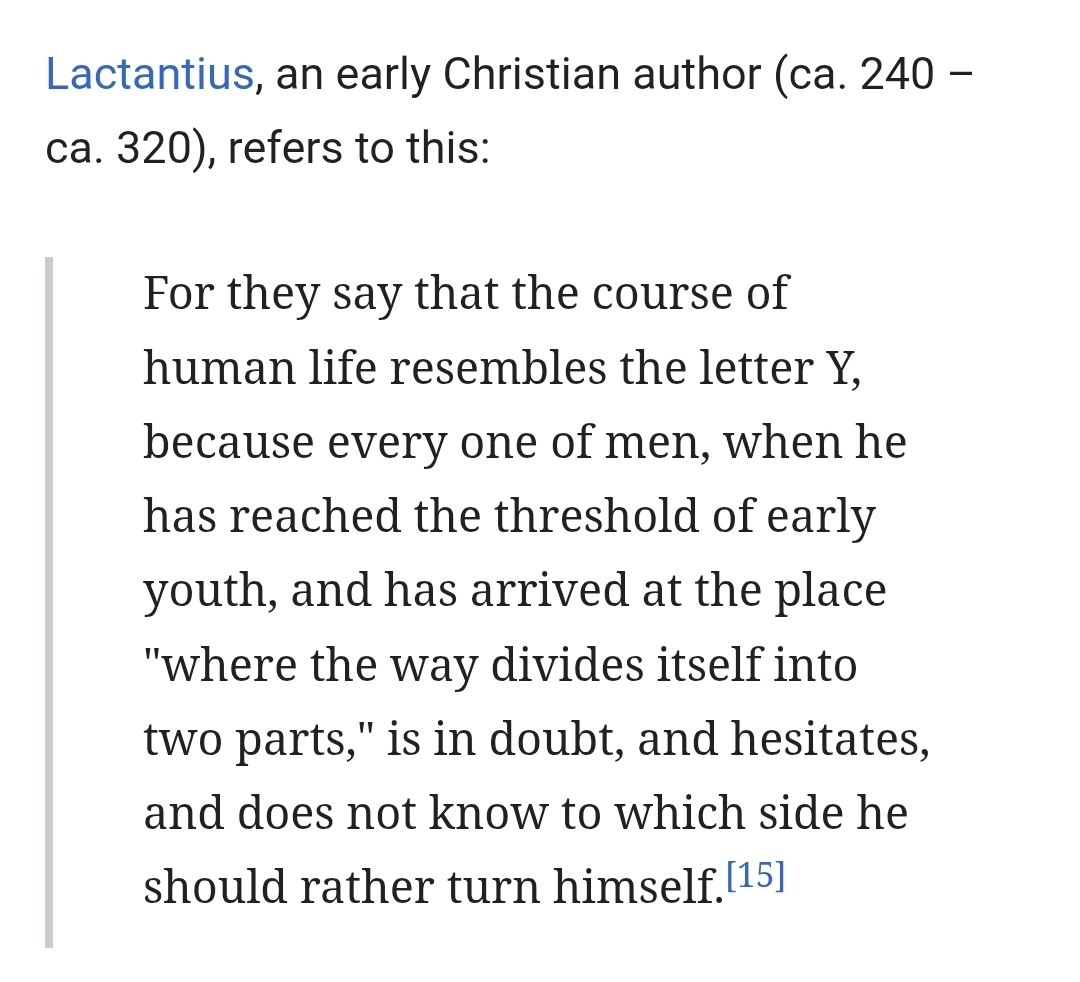 Lactantius, an early Christian author (ca. 240 –
ca. 320), refers to this:
For they say that the course of
human life resembles the letter Y,
because every one of men, when he
has reached the threshold of early
youth, and has arrived at the place
"where the way divides itself into
two parts," is in doubt, and hesitates,
and does not know to which side he
should rather turn himself.[15]